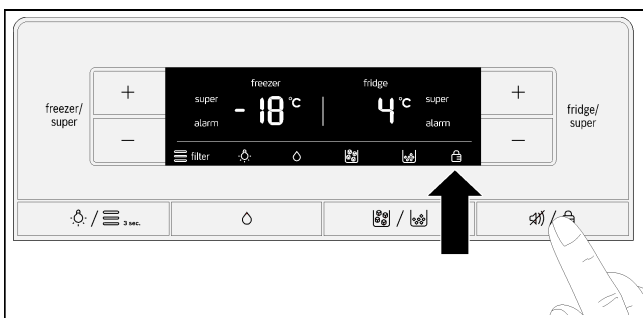 freezer/
super
super
alarm
freezer
-18 °C
fridge
4 °C
super
alarm
filter
fridge/
super
/
3 sec.
/
/